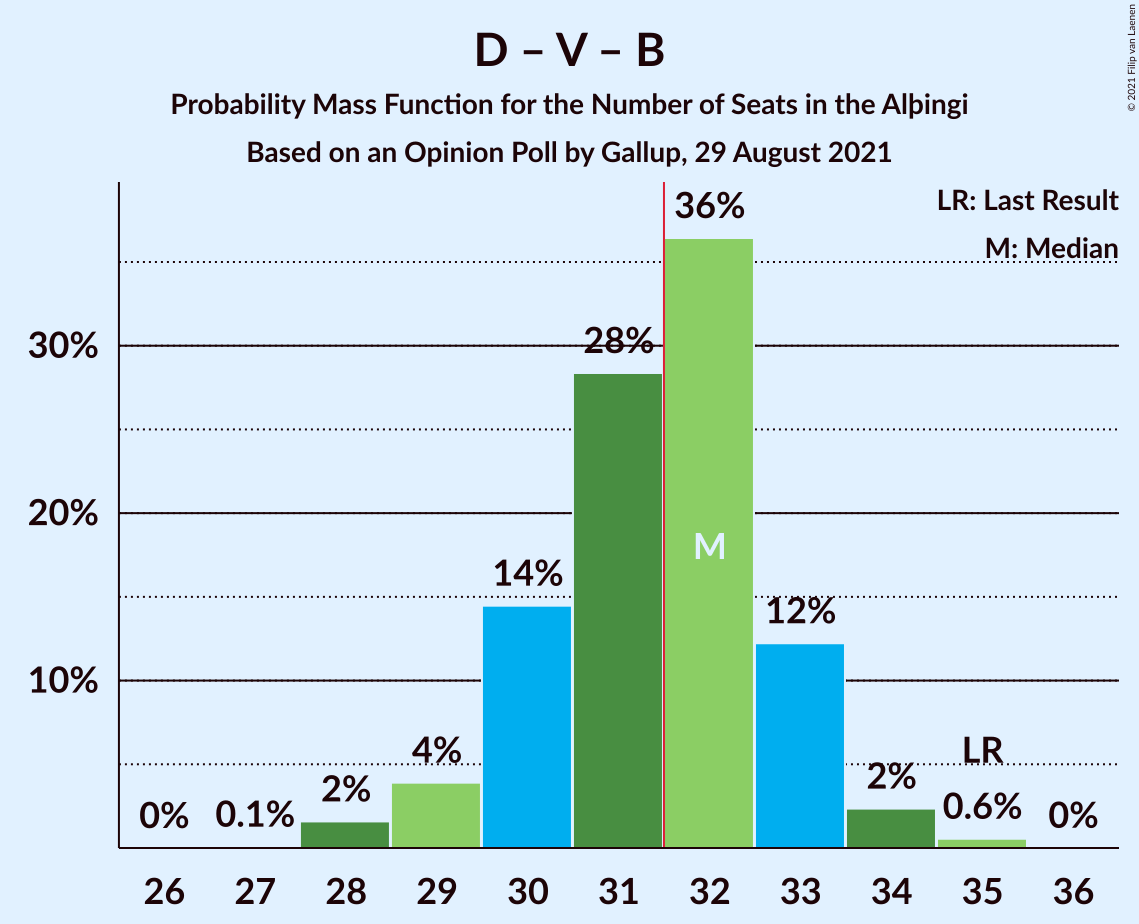 D – V – B
Probability Mass Function for the Number of Seats in the Alþingi
Based on an Opinion Poll by Gallup, 29 August 2021
© 2021 Filip van Laenen
LR: Last Result
M: Median
36%
30%
28%
20%
M
14%
12%
10%
LR
4%
2%
2%
0.6%
0%
0.1%
0%
26 27 28 29 30 31 32 33 34 35 36